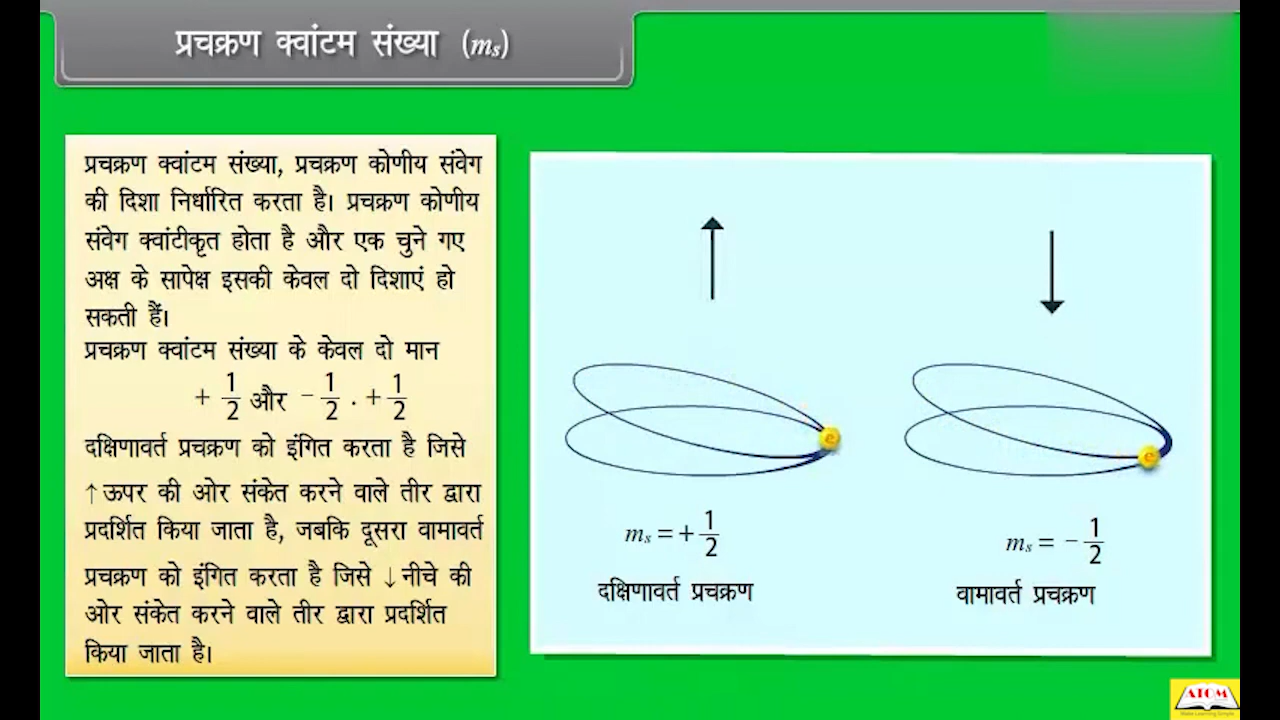 प्रचक्रण क्वांटम संख्या (mₛ)
प्रचक्रण क्वांटम संख्या, प्रचक्रण कोणीय संवेग
की दिशा निर्धारित करता है। प्रचक्रण कोणीय
संवेग क्वांटीकृत होता है और एक चुने गए
अक्ष के सापेक्ष इसकी केवल दो दिशाएं हो
सकती हैं।
प्रचक्रण क्वांटम संख्या के केवल दो मान
+ 1/2 और - 1/2 . + 1/2
दक्षिणावर्त प्रचक्रण को इंगित करता है जिसे
↑ ऊपर की ओर संकेत करने वाले तीर द्वारा
प्रदर्शित किया जाता है, जबकि दूसरा वामावर्त
प्रचक्रण को इंगित करता है जिसे ↓ नीचे की
ओर संकेत करने वाले तीर द्वारा प्रदर्शित
किया जाता है।
e
mₛ = + 1/2
दक्षिणावर्त प्रचक्रण
e
mₛ = - 1/2
वामावर्त प्रचक्रण
ATOM
Make Learning Simple